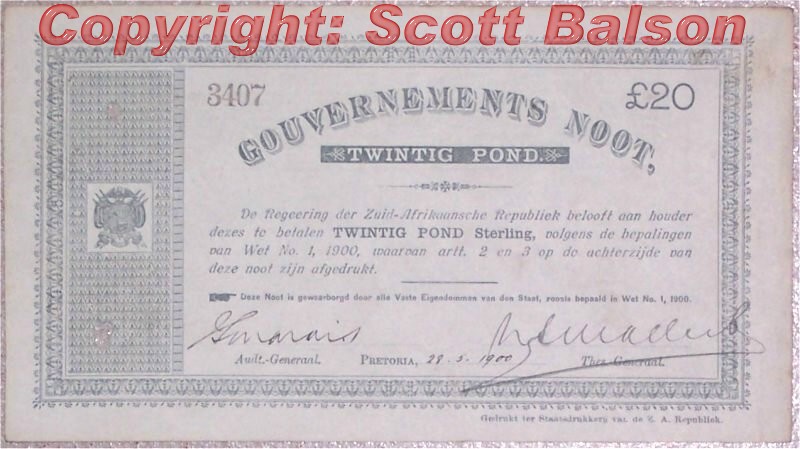 Copyright: Scott Balson
3407 £20
GOUVERNEMENTS NOOT,
TWINTIG POND.
De Regeering der Zuid-Afrikaansche Republiek belooft aan houder
dezes te betalen TWINTIG POND Sterling, volgens de bepalingen
van Wet No. 1, 1900, waarvan artt. 2 en 3 op de achterzijde van
deze noot zijn afgedrukt.
Deze Noot is gewaarborgd door alle Vaste Eigendommen van den Staat, zooals bepaald in Wet No. 1, 1900.
Audt.-Generaal. PRETORIA, 28.5.1900 Thes.-Generaal.
Gedrukt ter Staatsdrukkerij van de Z. A. Republiek.